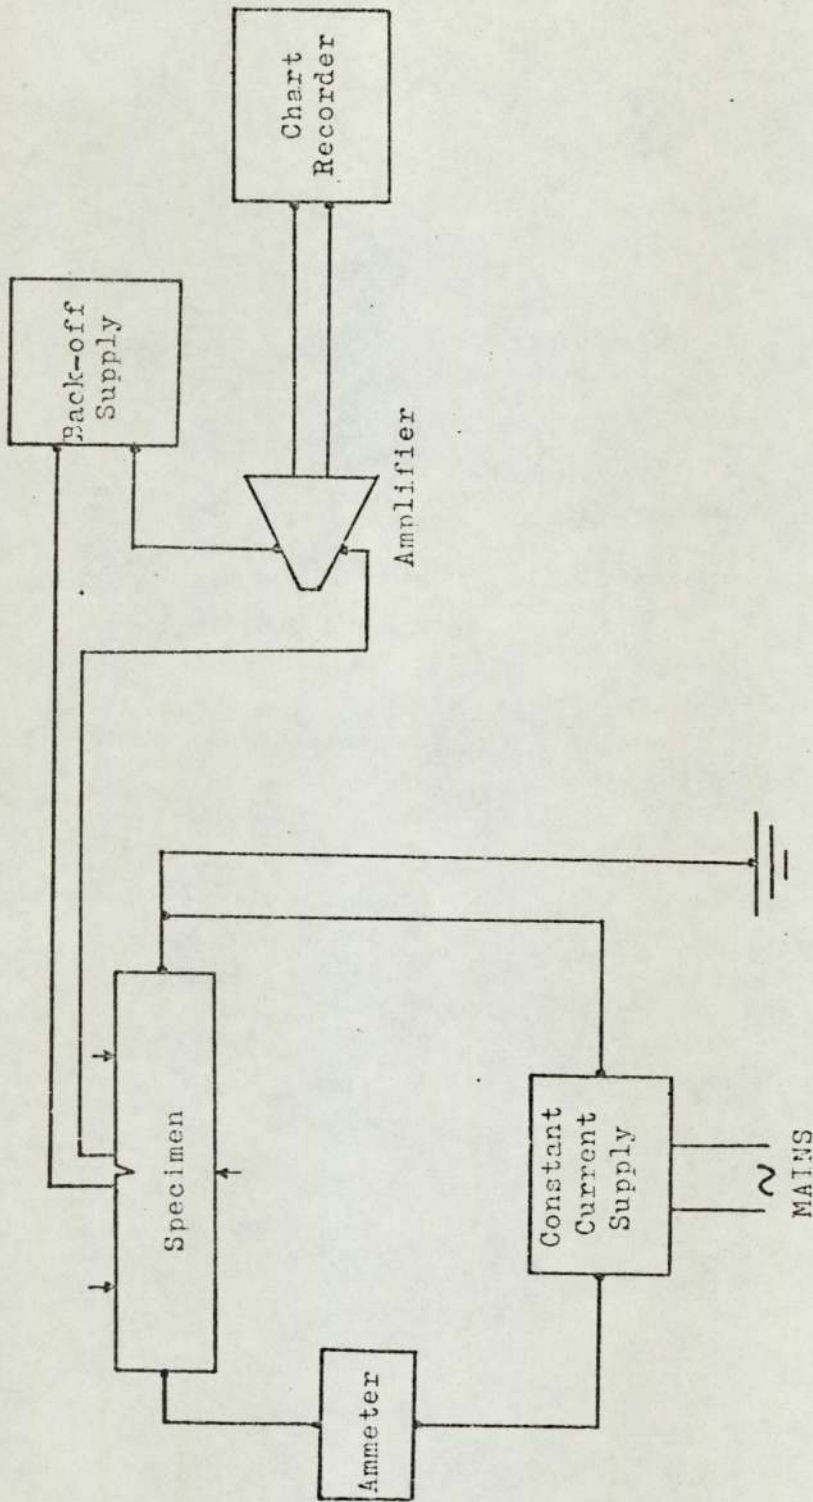 Back-off
Supply
Chart
Recorder
Amplifier
Specimen
Ammeter
Constant
Current
Supply
~
MAINS